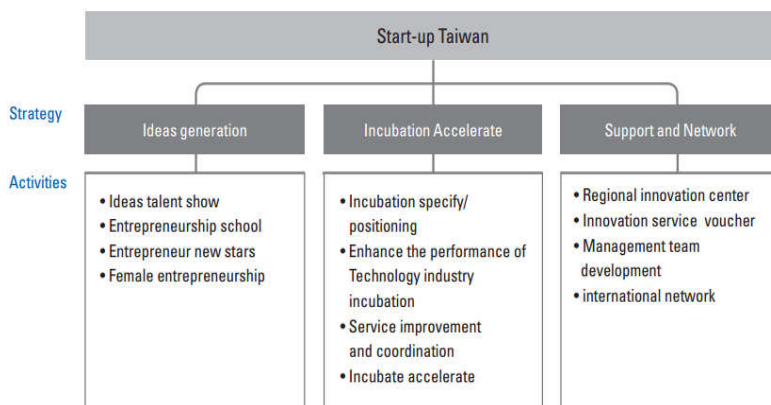 Start-up Taiwan
Strategy
Ideas generation
Incubation Accelerate
Support and Network
Activities
• Ideas talent show
• Entrepreneurship school
• Entrepreneur new stars
• Female entrepreneurship
• Incubation specify/
positioning
• Enhance the performance of
Technology industry
incubation
• Service improvement
and coordination
• Incubate accelerate
• Regional innovation center
• Innovation service voucher
• Management team
development
• international network